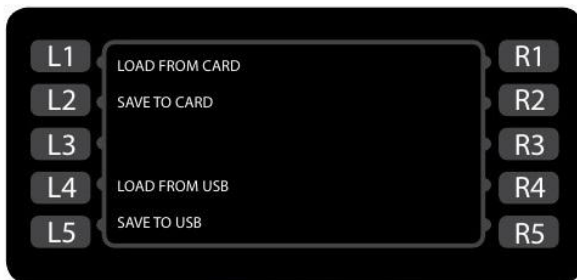 L1 LOAD FROM CARD R1
L2 SAVE TO CARD R2
L3 R3
L4 LOAD FROM USB R4
L5 SAVE TO USB R5